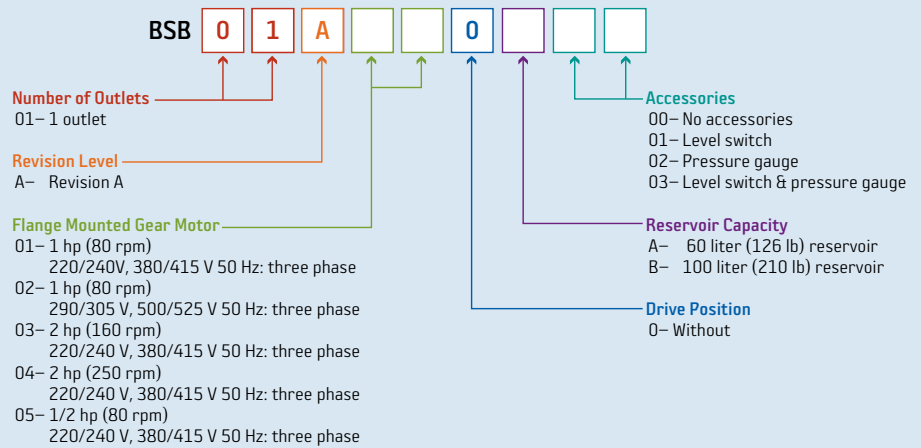 BSB 0 1 A 0
Number of Outlets
01– 1 outlet
Revision Level
A– Revision A
Flange Mounted Gear Motor
01– 1 hp (80 rpm)
220/240V, 380/415 V 50 Hz: three phase
02– 1 hp (80 rpm)
290/305 V, 500/525 V 50 Hz: three phase
03– 2 hp (160 rpm)
220/240 V, 380/415 V 50 Hz: three phase
04– 2 hp (250 rpm)
220/240 V, 380/415 V 50 Hz: three phase
05– 1/2 hp (80 rpm)
220/240 V, 380/415 V 50 Hz: three phase
Accessories
00– No accessories
01– Level switch
02– Pressure gauge
03– Level switch & pressure gauge
Reservoir Capacity
A– 60 liter (126 lb) reservoir
B– 100 liter (210 lb) reservoir
Drive Position
0– Without